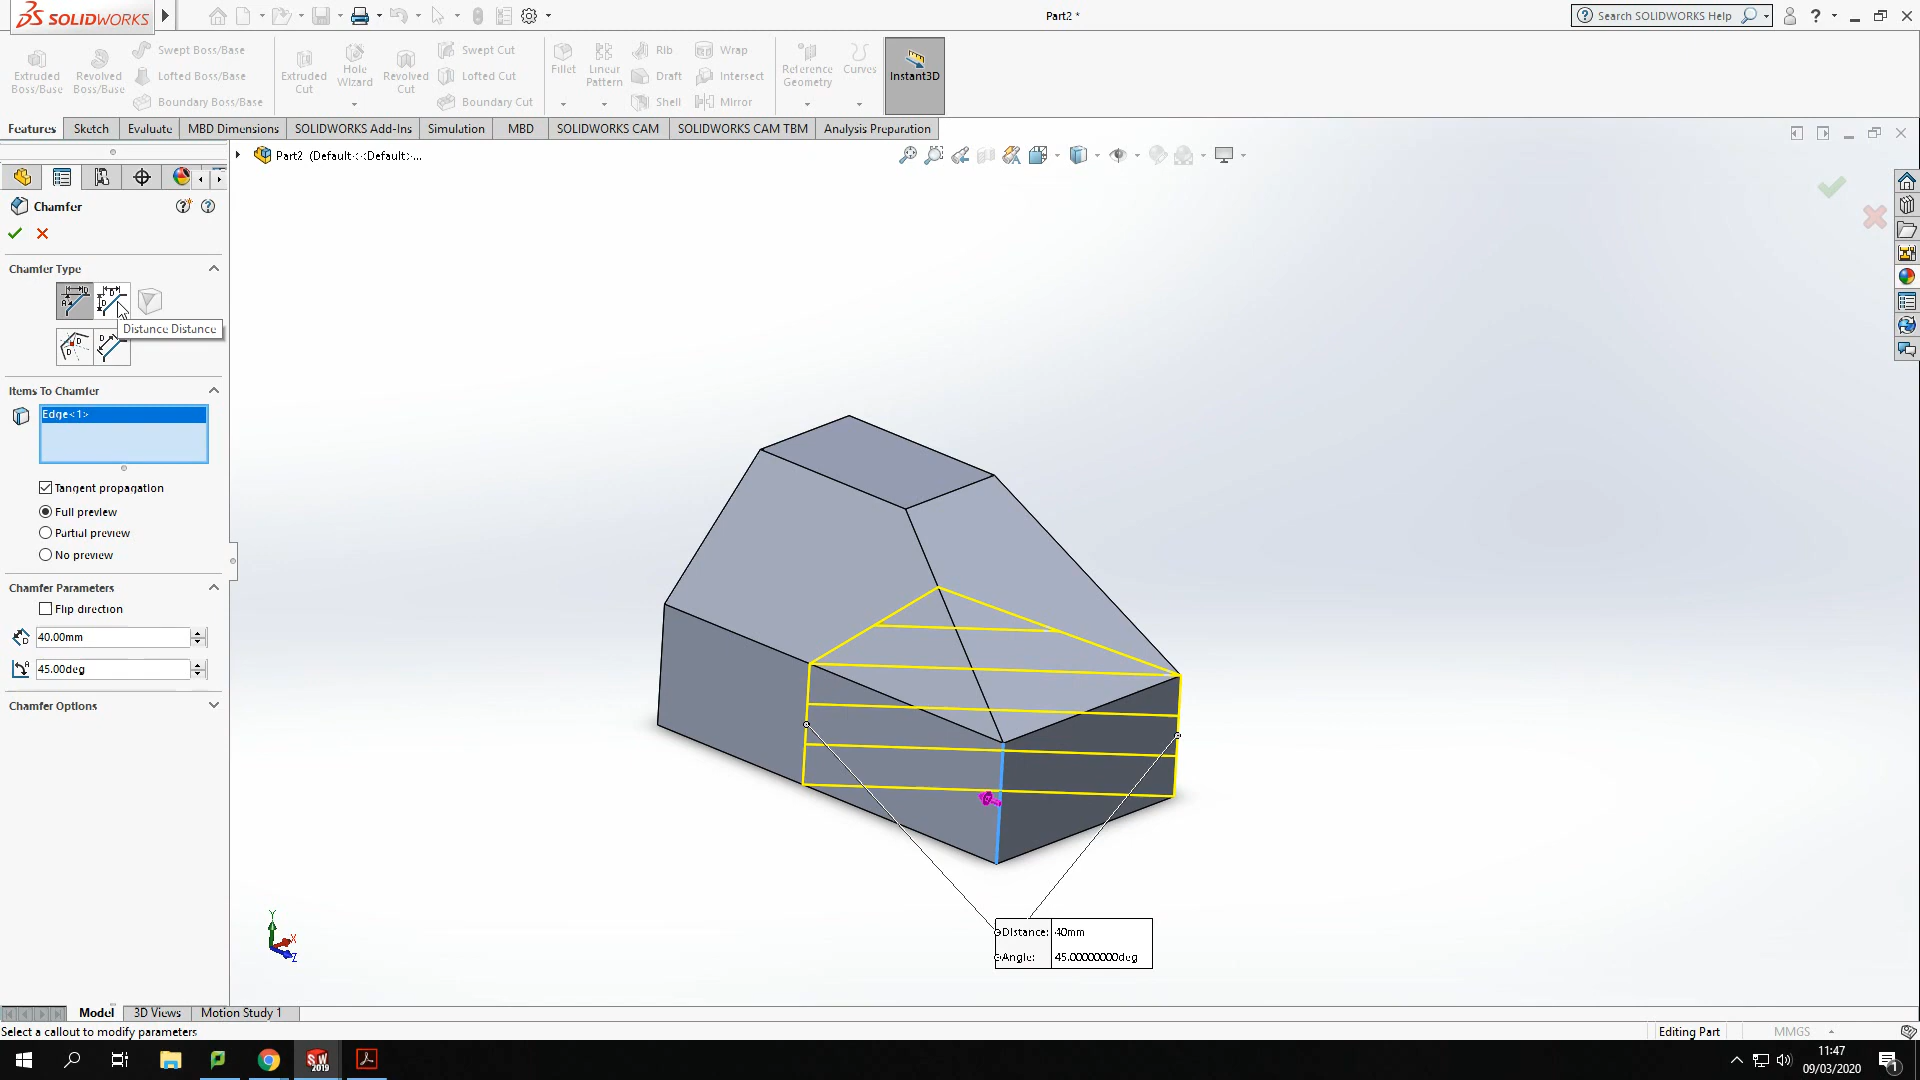 SOLIDWORKS
Part2 *
Search SOLIDWORKS Help
Extruded Boss/Base
Revolved Boss/Base
Swept Boss/Base
Lofted Boss/Base
Boundary Boss/Base
Extruded Cut
Hole Wizard
Revolved Cut
Swept Cut
Lofted Cut
Boundary Cut
Fillet
Linear Pattern
Rib
Draft
Shell
Wrap
Intersect
Mirror
Reference Geometry
Curves
Instant3D
Features
Sketch
Evaluate
MBD Dimensions
SOLIDWORKS Add-Ins
Simulation
MBD
SOLIDWORKS CAM
SOLIDWORKS CAM TBM
Analysis Preparation
Part2 (Default<<Default>...
Chamfer
Chamfer Type
Distance Distance
Items To Chamfer
Edge<1>
Tangent propagation
Full preview
Partial preview
No preview
Chamfer Parameters
Flip direction
40.00mm
45.00deg
Chamfer Options
Distance: 40mm
Angle: 45.00000000deg
Y
X
Z
Model
3D Views
Motion Study 1
Select a callout to modify parameters
Editing Part
MMGS
SW
2019
11:47
09/03/2020
1